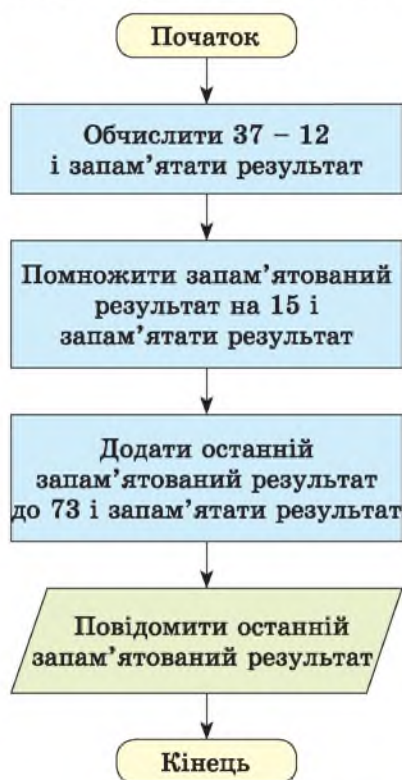 Початок
Обчислити 37 – 12
і запам’ятати результат
Помножити запам’ятований
результат на 15 і
запам’ятати результат
Додати останній
запам’ятований результат
до 73 і запам’ятати результат
Повідомити останній
запам’ятований результат
Кінець